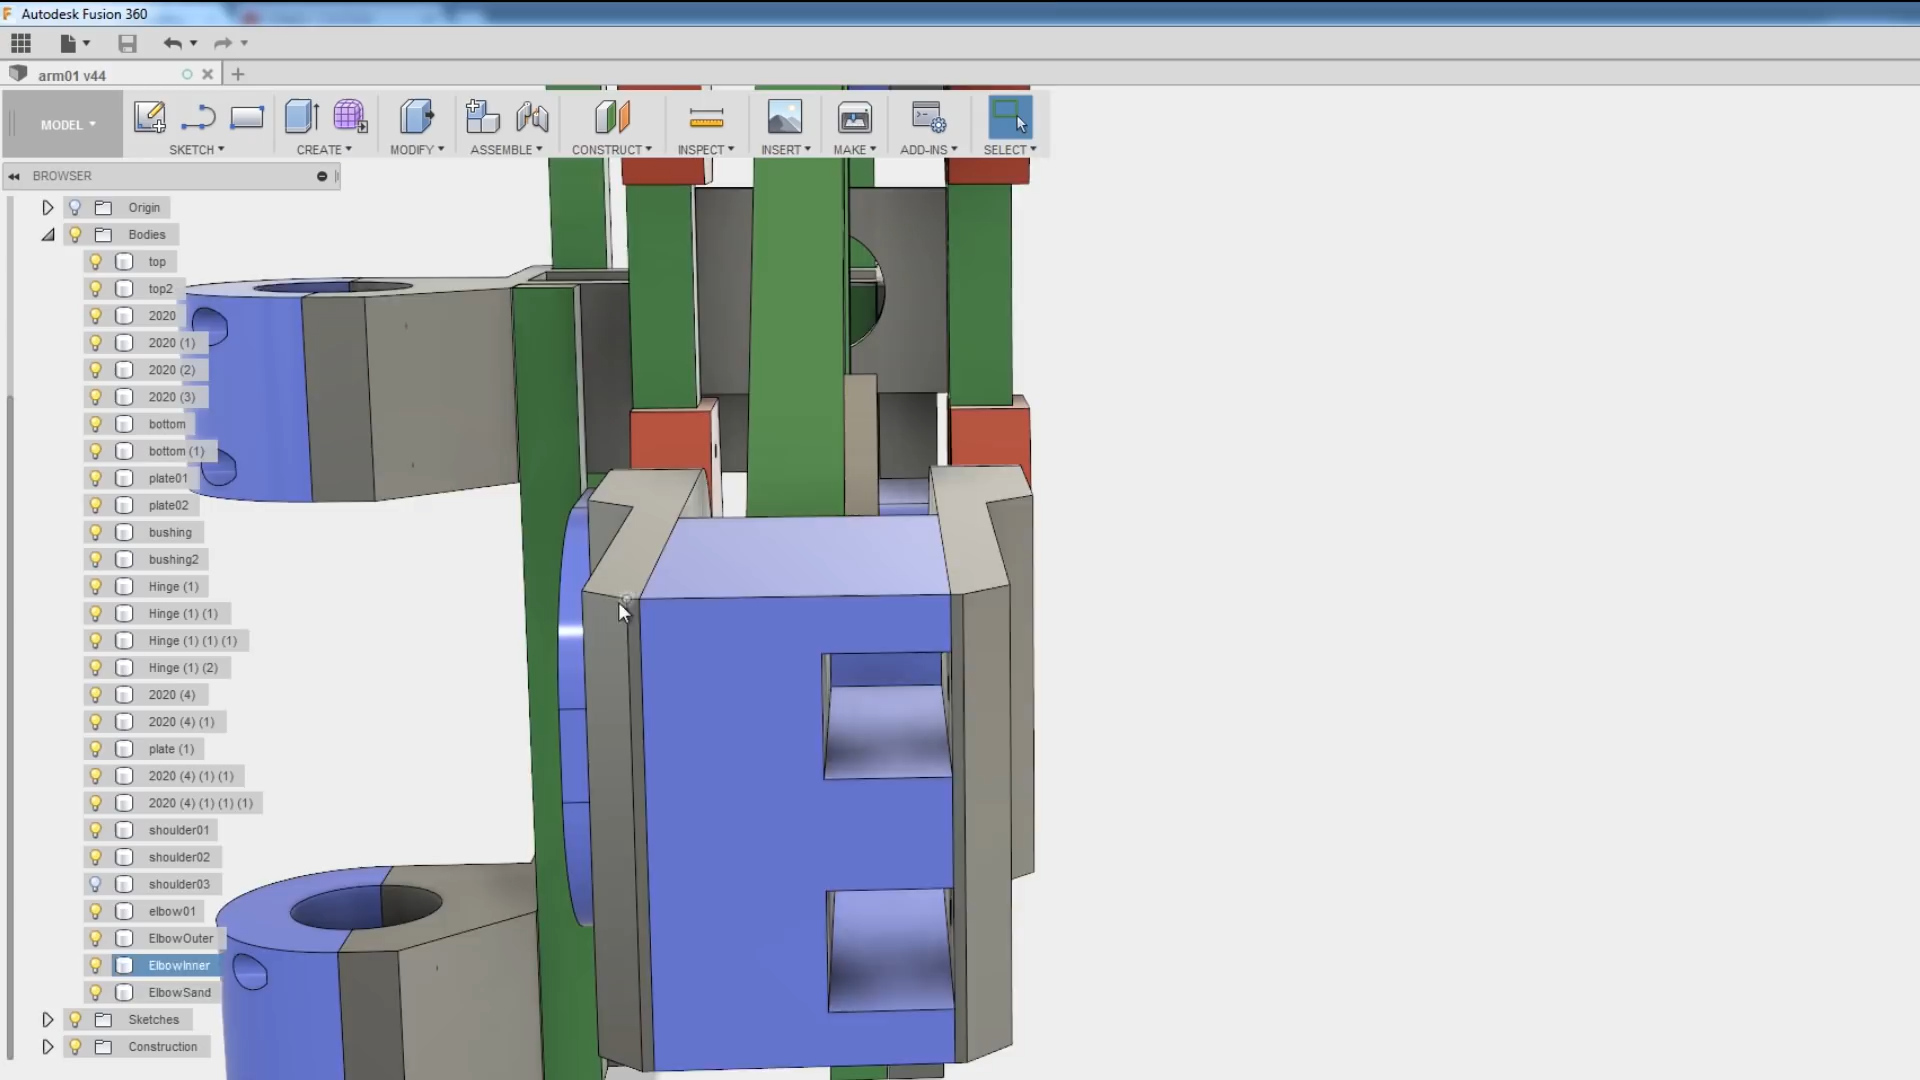 Autodesk Fusion 360
arm01 v44
MODEL
SKETCH
CREATE
MODIFY
ASSEMBLE
CONSTRUCT
INSPECT
INSERT
MAKE
ADD-INS
SELECT
BROWSER
Origin
Bodies
top
top2
2020
2020 (1)
2020 (2)
2020 (3)
bottom
bottom (1)
plate01
plate02
bushing
bushing2
Hinge (1)
Hinge (1) (1)
Hinge (1) (1) (1)
Hinge (1) (2)
2020 (4)
2020 (4) (1)
plate (1)
2020 (4) (1) (1)
2020 (4) (1) (1) (1)
shoulder01
shoulder02
shoulder03
elbow01
ElbowOuter
ElbowInner
ElbowSand
Sketches
Construction